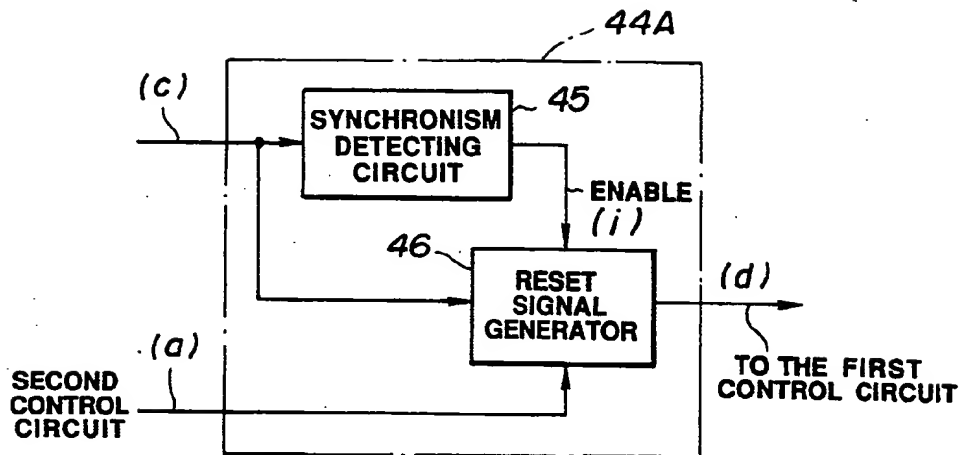 44A
(c)
45
SYNCHRONISM
DETECTING
CIRCUIT
ENABLE
(i)
46
RESET
SIGNAL
GENERATOR
(d)
(a)
SECOND
CONTROL
CIRCUIT
TO THE FIRST
CONTROL CIRCUIT